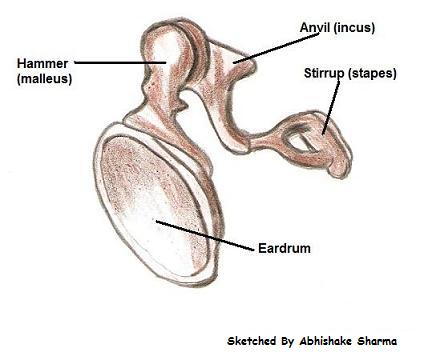 Anvil (incus)
Hammer
(malleus)
Stirrup (stapes)
Eardrum
Sketched By Abhishake Sharma